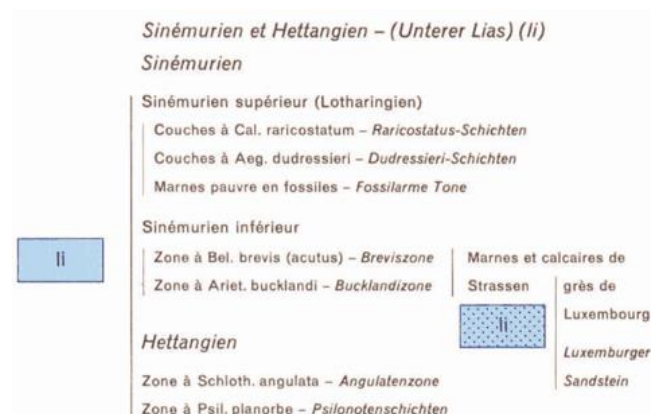 Sinémurien et Hettangien – (Unterer Lias) (li)
Sinémurien
Sinémurien supérieur (Lotharingien)
Couches à Cal. raricostatum – Raricostatus-Schichten
Couches à Aeg. dudressieri – Dudressieri-Schichten
Marnes pauvre en fossiles – Fossilarme Tone
Sinémurien inférieur
li
Zone à Bel. brevis (acutus) – Breviszone
Zone à Ariet. bucklandi – Bucklandizone
Marnes et calcaires de
Strassen
grès de
Luxembourg
li
Luxemburger
Sandstein
Hettangien
Zone à Schloth. angulata – Angulatenzone
Zone à Psil. planorbe – Psilonotenschichten